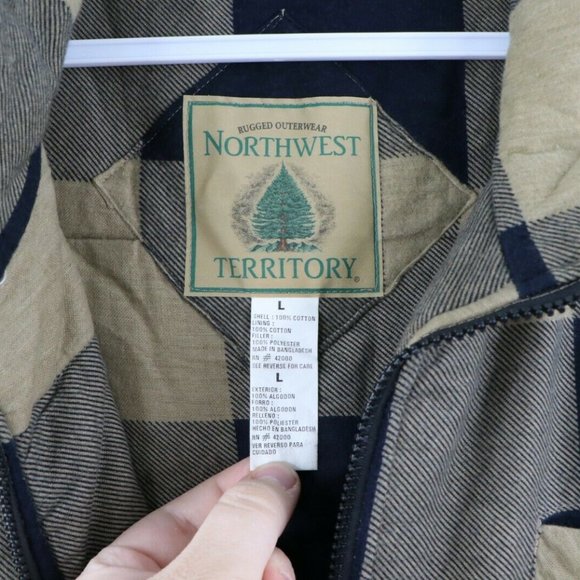 RUGGED OUTERWEAR
NORTHWEST
TERRITORY®
L
SHELL : 100% COTTON
LINING :
100% COTTON
FILLER :
100% POLYESTER
MADE IN BANGLADESH
RN # 42000
SEE REVERSE FOR CARE
L
EXTERIOR :
100% ALGODON
FORRO :
100% ALGODON
RELLENO :
100% POLIESTER
HECHO EN BANGLADESH
RN # 42000
VER REVERSO PARA
CUIDADO